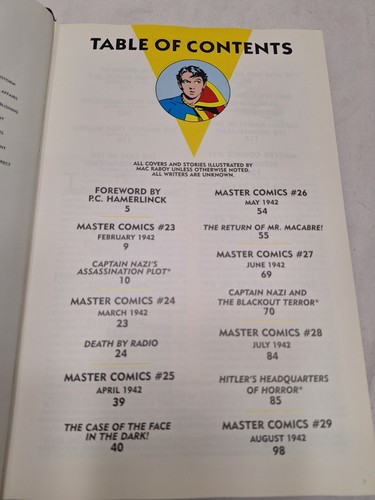 TABLE OF CONTENTS
ALL COVERS AND STORIES ILLUSTRATED BY
MAC RABOY UNLESS OTHERWISE NOTED.
ALL WRITERS ARE UNKNOWN.
FOREWORD BY
P.C. HAMERLINCK
5
MASTER COMICS #23
FEBRUARY 1942
9
CAPTAIN NAZI'S
ASSASSINATION PLOT*
10
MASTER COMICS #24
MARCH 1942
23
DEATH BY RADIO
24
MASTER COMICS #25
APRIL 1942
39
THE CASE OF THE FACE
IN THE DARK!
40
MASTER COMICS #26
MAY 1942
54
THE RETURN OF MR. MACABRE!
55
MASTER COMICS #27
JUNE 1942
69
CAPTAIN NAZI AND
THE BLACKOUT TERROR*
70
MASTER COMICS #28
JULY 1942
84
HITLER'S HEADQUARTERS
OF HORROR*
85
MASTER COMICS #29
AUGUST 1942
98